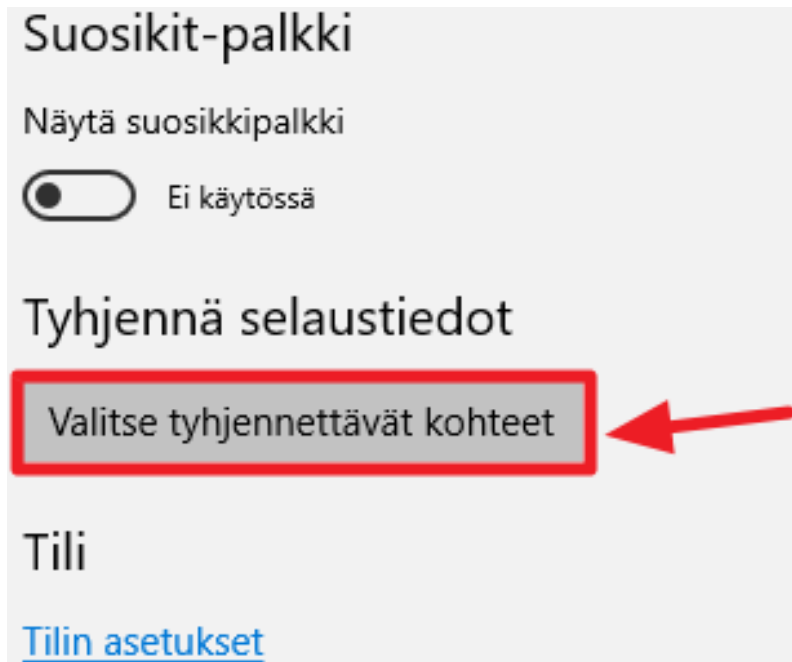 Suosikit-palkki
Näytä suosikkipalkki
Ei käytössä
Tyhjennä selaustiedot
Valitse tyhjennettävät kohteet
Tili
Tilin asetukset